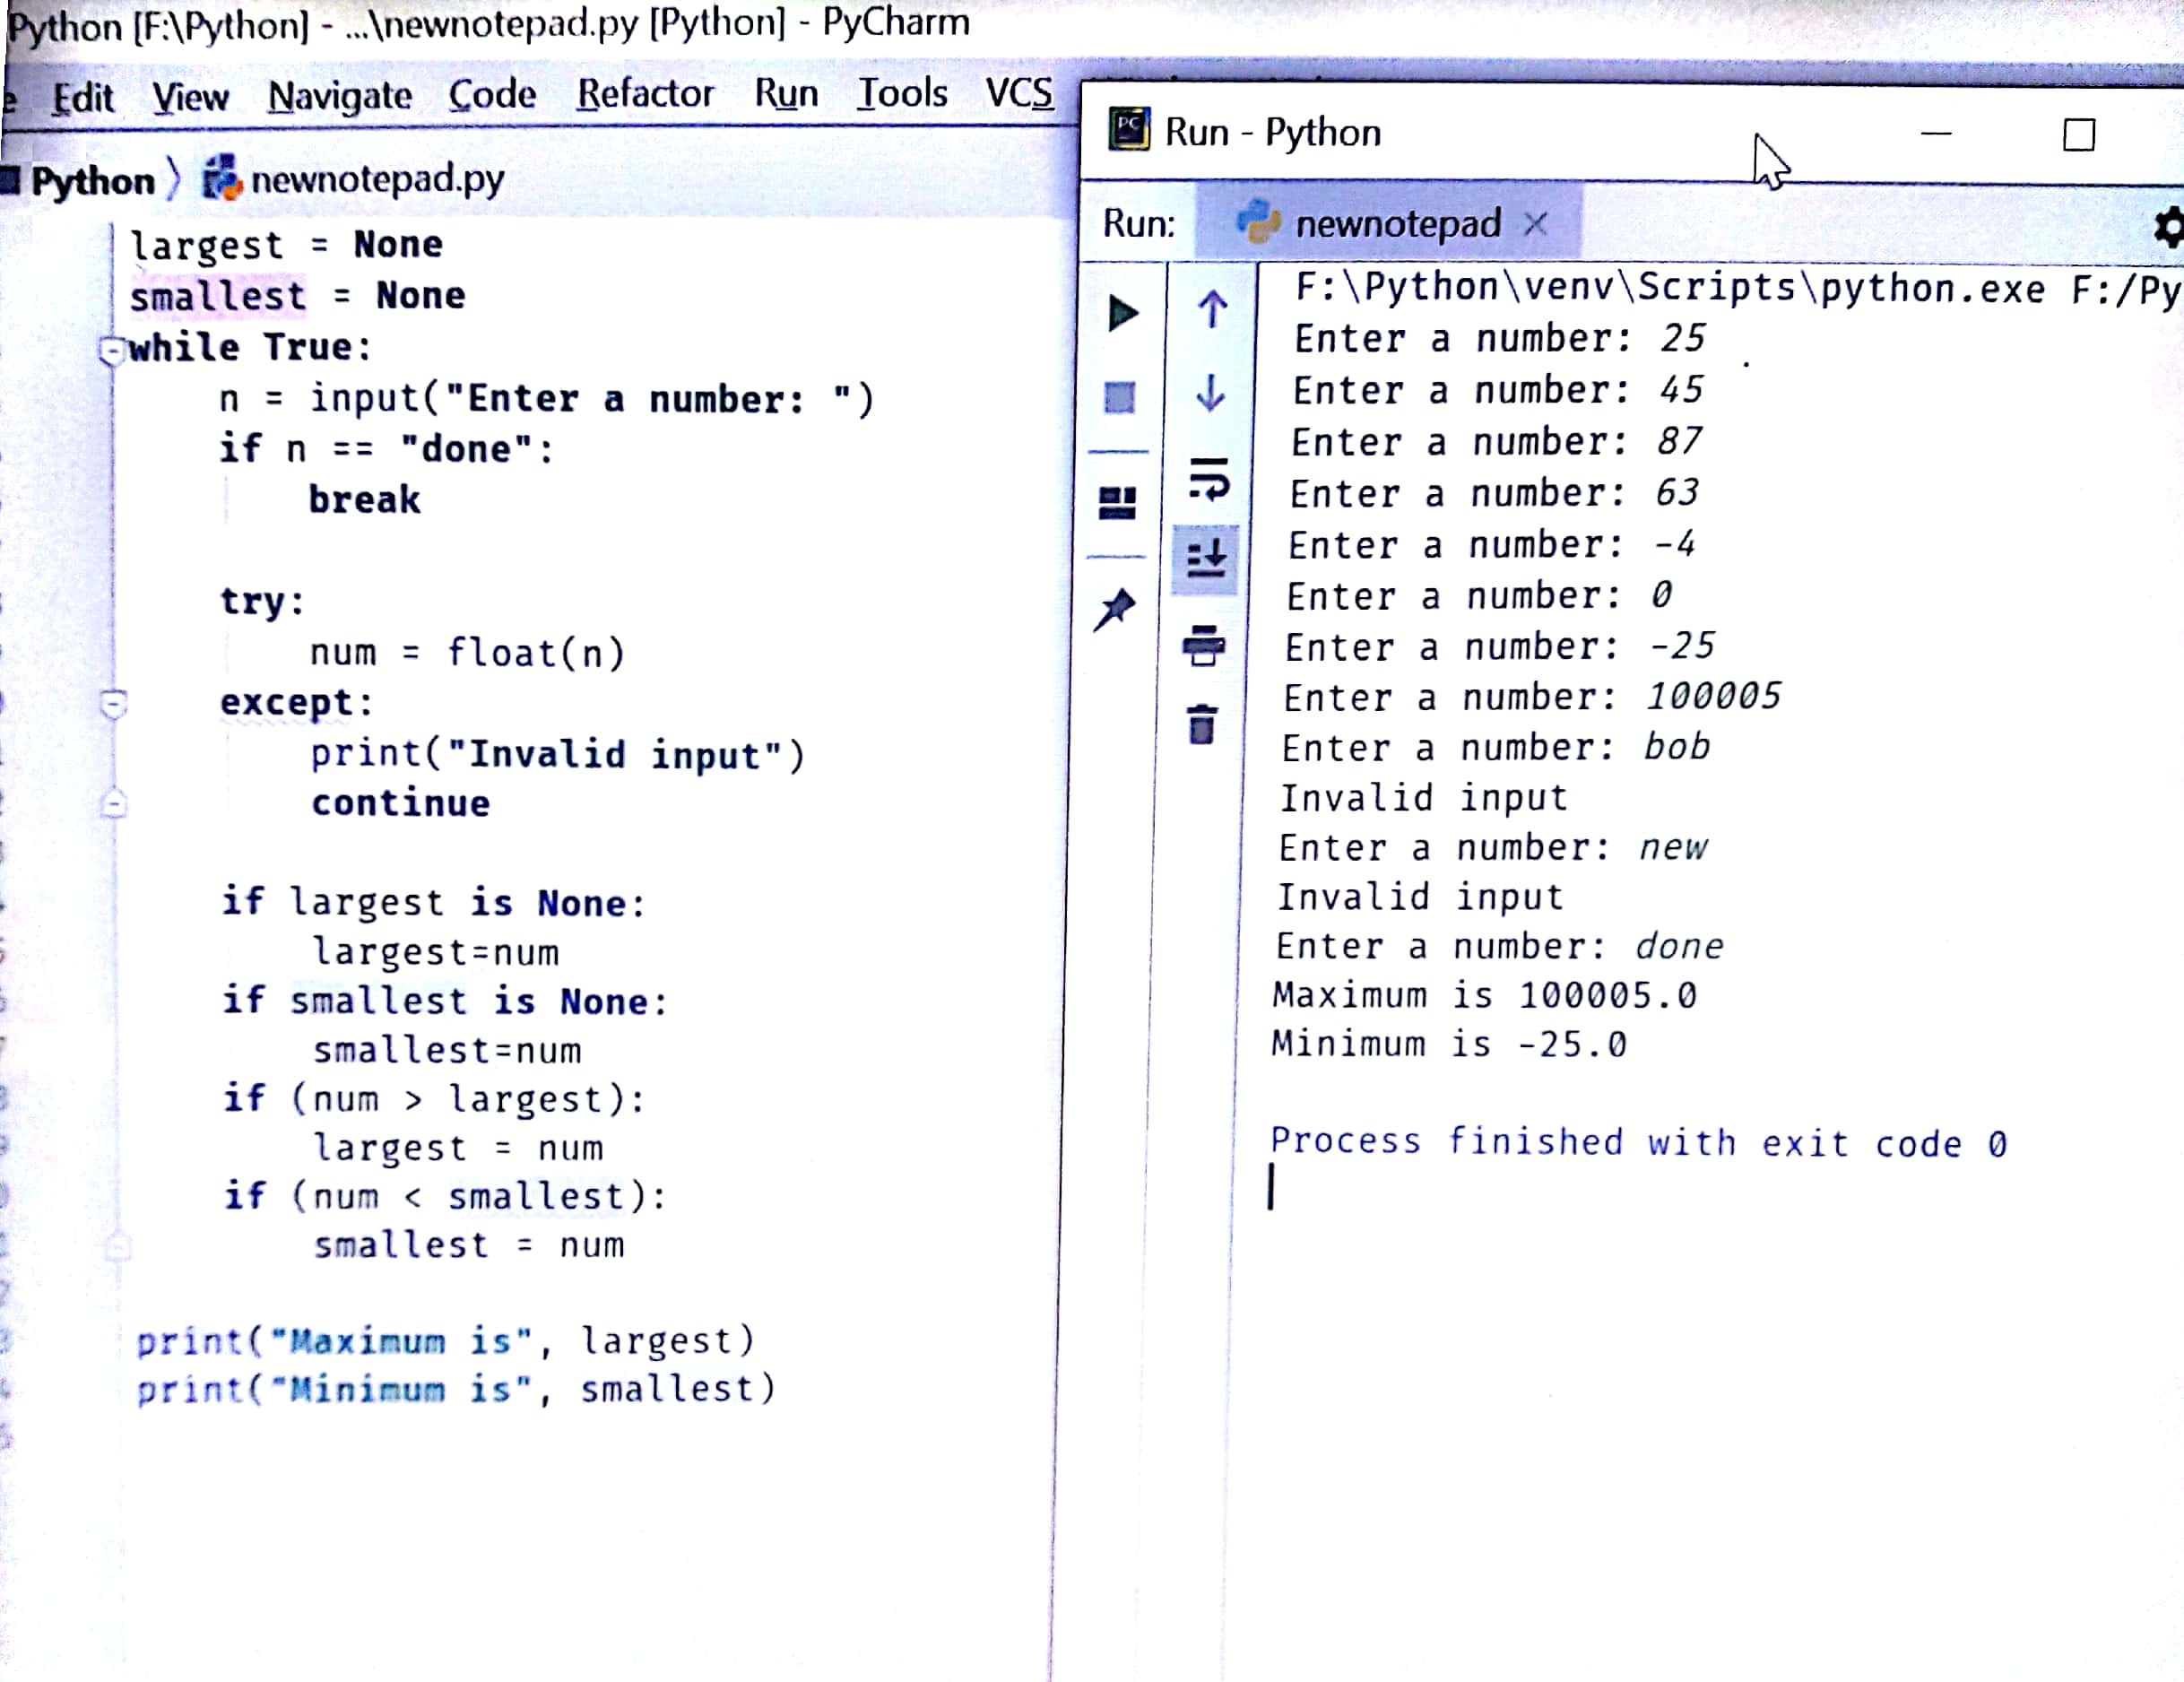 Python [F:\Python] - ...\newnotepad.py [Python] - PyCharm
Edit View Navigate Code Refactor Run Tools VCS
Python newnotepad.py
largest = None
smallest = None
while True:
    n = input("Enter a number: ")
    if n == "done":
        break
    try:
        num = float(n)
    except:
        print("Invalid input")
        continue
    if largest is None:
        largest=num
    if smallest is None:
        smallest=num
    if (num > largest):
        largest = num
    if (num < smallest):
        smallest = num
print("Maximum is", largest)
print("Minimum is", smallest)
PC Run - Python
Run: newnotepad
F:\Python\venv\Scripts\python.exe F:/Py
Enter a number: 25
Enter a number: 45
Enter a number: 87
Enter a number: 63
Enter a number: -4
Enter a number: 0
Enter a number: -25
Enter a number: 100005
Enter a number: bob
Invalid input
Enter a number: new
Invalid input
Enter a number: done
Maximum is 100005.0
Minimum is -25.0
Process finished with exit code 0